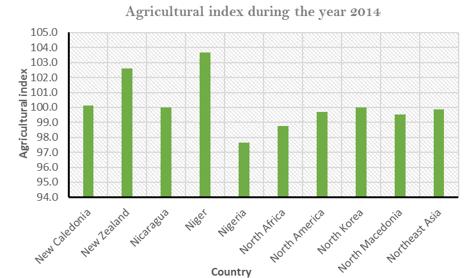 Agricultural index during the year 2014
Agricultural index
105.0
104.0
103.0
102.0
101.0
100.0
99.0
98.0
97.0
96.0
95.0
94.0
New Caledonia
New Zealand
Nicaragua
Niger
Nigeria
North Africa
North America
North Korea
North Macedonia
Northeast Asia
Country